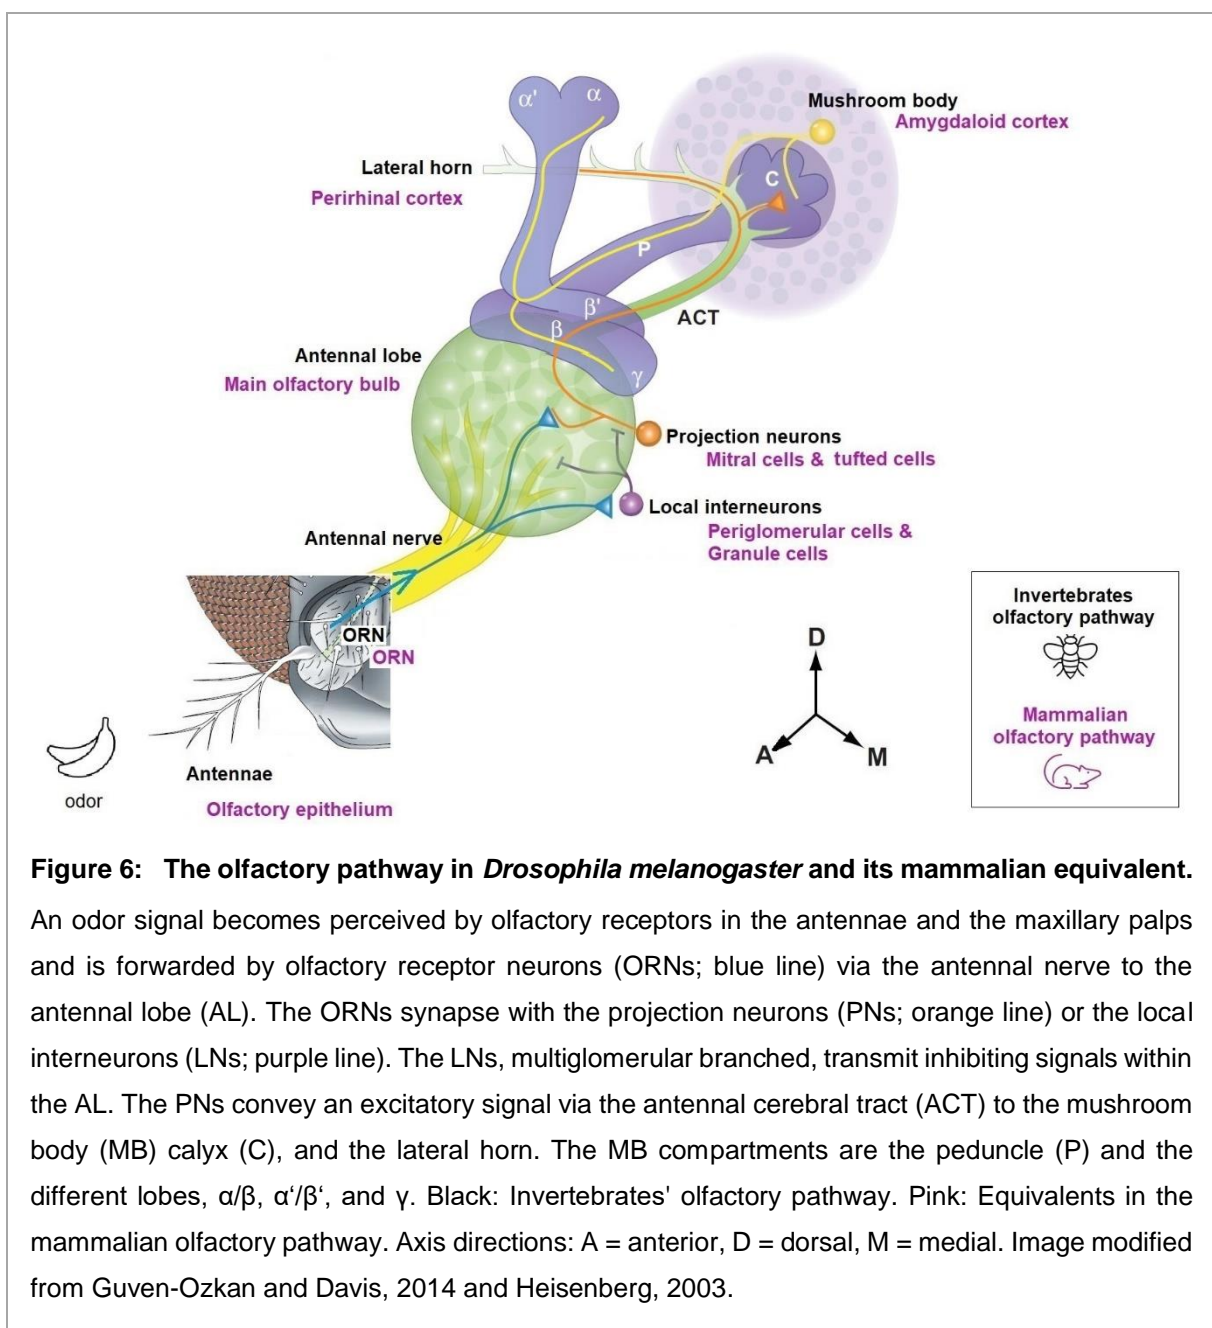 α'
α
Mushroom body
Amygdaloid cortex
Lateral horn
Perirhinal cortex
C
P
β'
ACT
β
Antennal lobe
Main olfactory bulb
γ
Projection neurons
Mitral cells & tufted cells
Local interneurons
Periglomerular cells &
Granule cells
Antennal nerve
ORN
ORN
Invertebrates
olfactory pathway
D
Mammalian
olfactory pathway
A
M
Antennae
odor
Olfactory epithelium
Figure 6: The olfactory pathway in Drosophila melanogaster and its mammalian equivalent.
An odor signal becomes perceived by olfactory receptors in the antennae and the maxillary palps
and is forwarded by olfactory receptor neurons (ORNs; blue line) via the antennal nerve to the
antennal lobe (AL). The ORNs synapse with the projection neurons (PNs; orange line) or the local
interneurons (LNs; purple line). The LNs, multiglomerular branched, transmit inhibiting signals within
the AL. The PNs convey an excitatory signal via the antennal cerebral tract (ACT) to the mushroom
body (MB) calyx (C), and the lateral horn. The MB compartments are the peduncle (P) and the
different lobes, α/β, α‘/β‘, and γ. Black: Invertebrates' olfactory pathway. Pink: Equivalents in the
mammalian olfactory pathway. Axis directions: A = anterior, D = dorsal, M = medial. Image modified
from Guven-Ozkan and Davis, 2014 and Heisenberg, 2003.